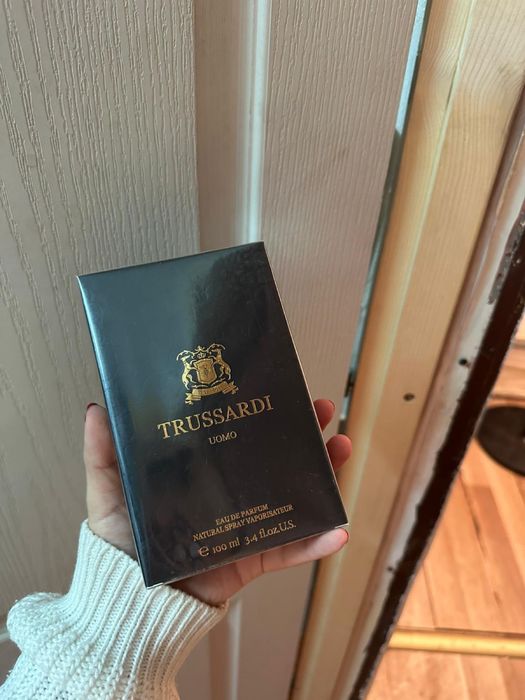 TRUSSARDI
UOMO
EAU DE PARFUM
NATURAL SPRAY VAPORISATEUR
℮ 100 ml 3.4 fl.oz.U.S.